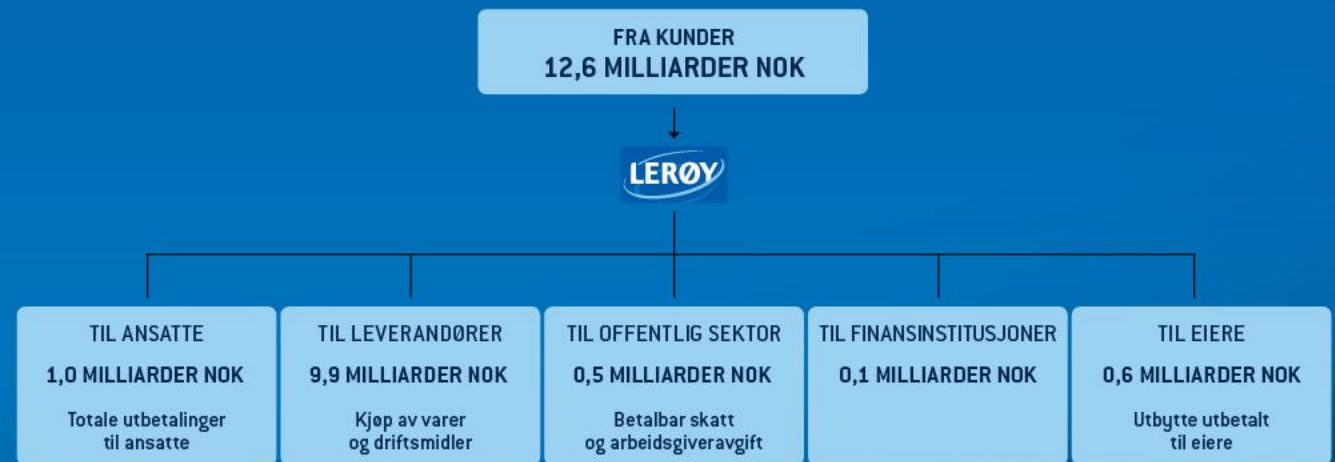 FRA KUNDER
12,6 MILLIARDER NOK
LERØY
TIL ANSATTE
1,0 MILLIARDER NOK
Totale utbetalinger
til ansatte
TIL LEVERANDØRER
9,9 MILLIARDER NOK
Kjøp av varer
og driftsmidler
TIL OFFENTLIG SEKTOR
0,5 MILLIARDER NOK
Betalbar skatt
og arbeidsgiveravgift
TIL FINANSINSTITUSJONER
0,1 MILLIARDER NOK
TIL EIERE
0,6 MILLIARDER NOK
Utbytte utbetalt
til eiere